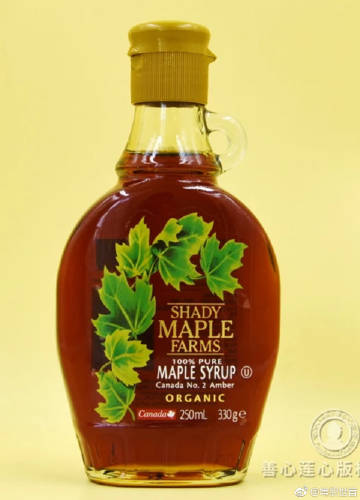 SHADY
MAPLE
FARMS
100% PURE
MAPLE SYRUP U
Canada No. 2 Amber
ORGANIC
Canada 250mL 330g e
善心莲心版权